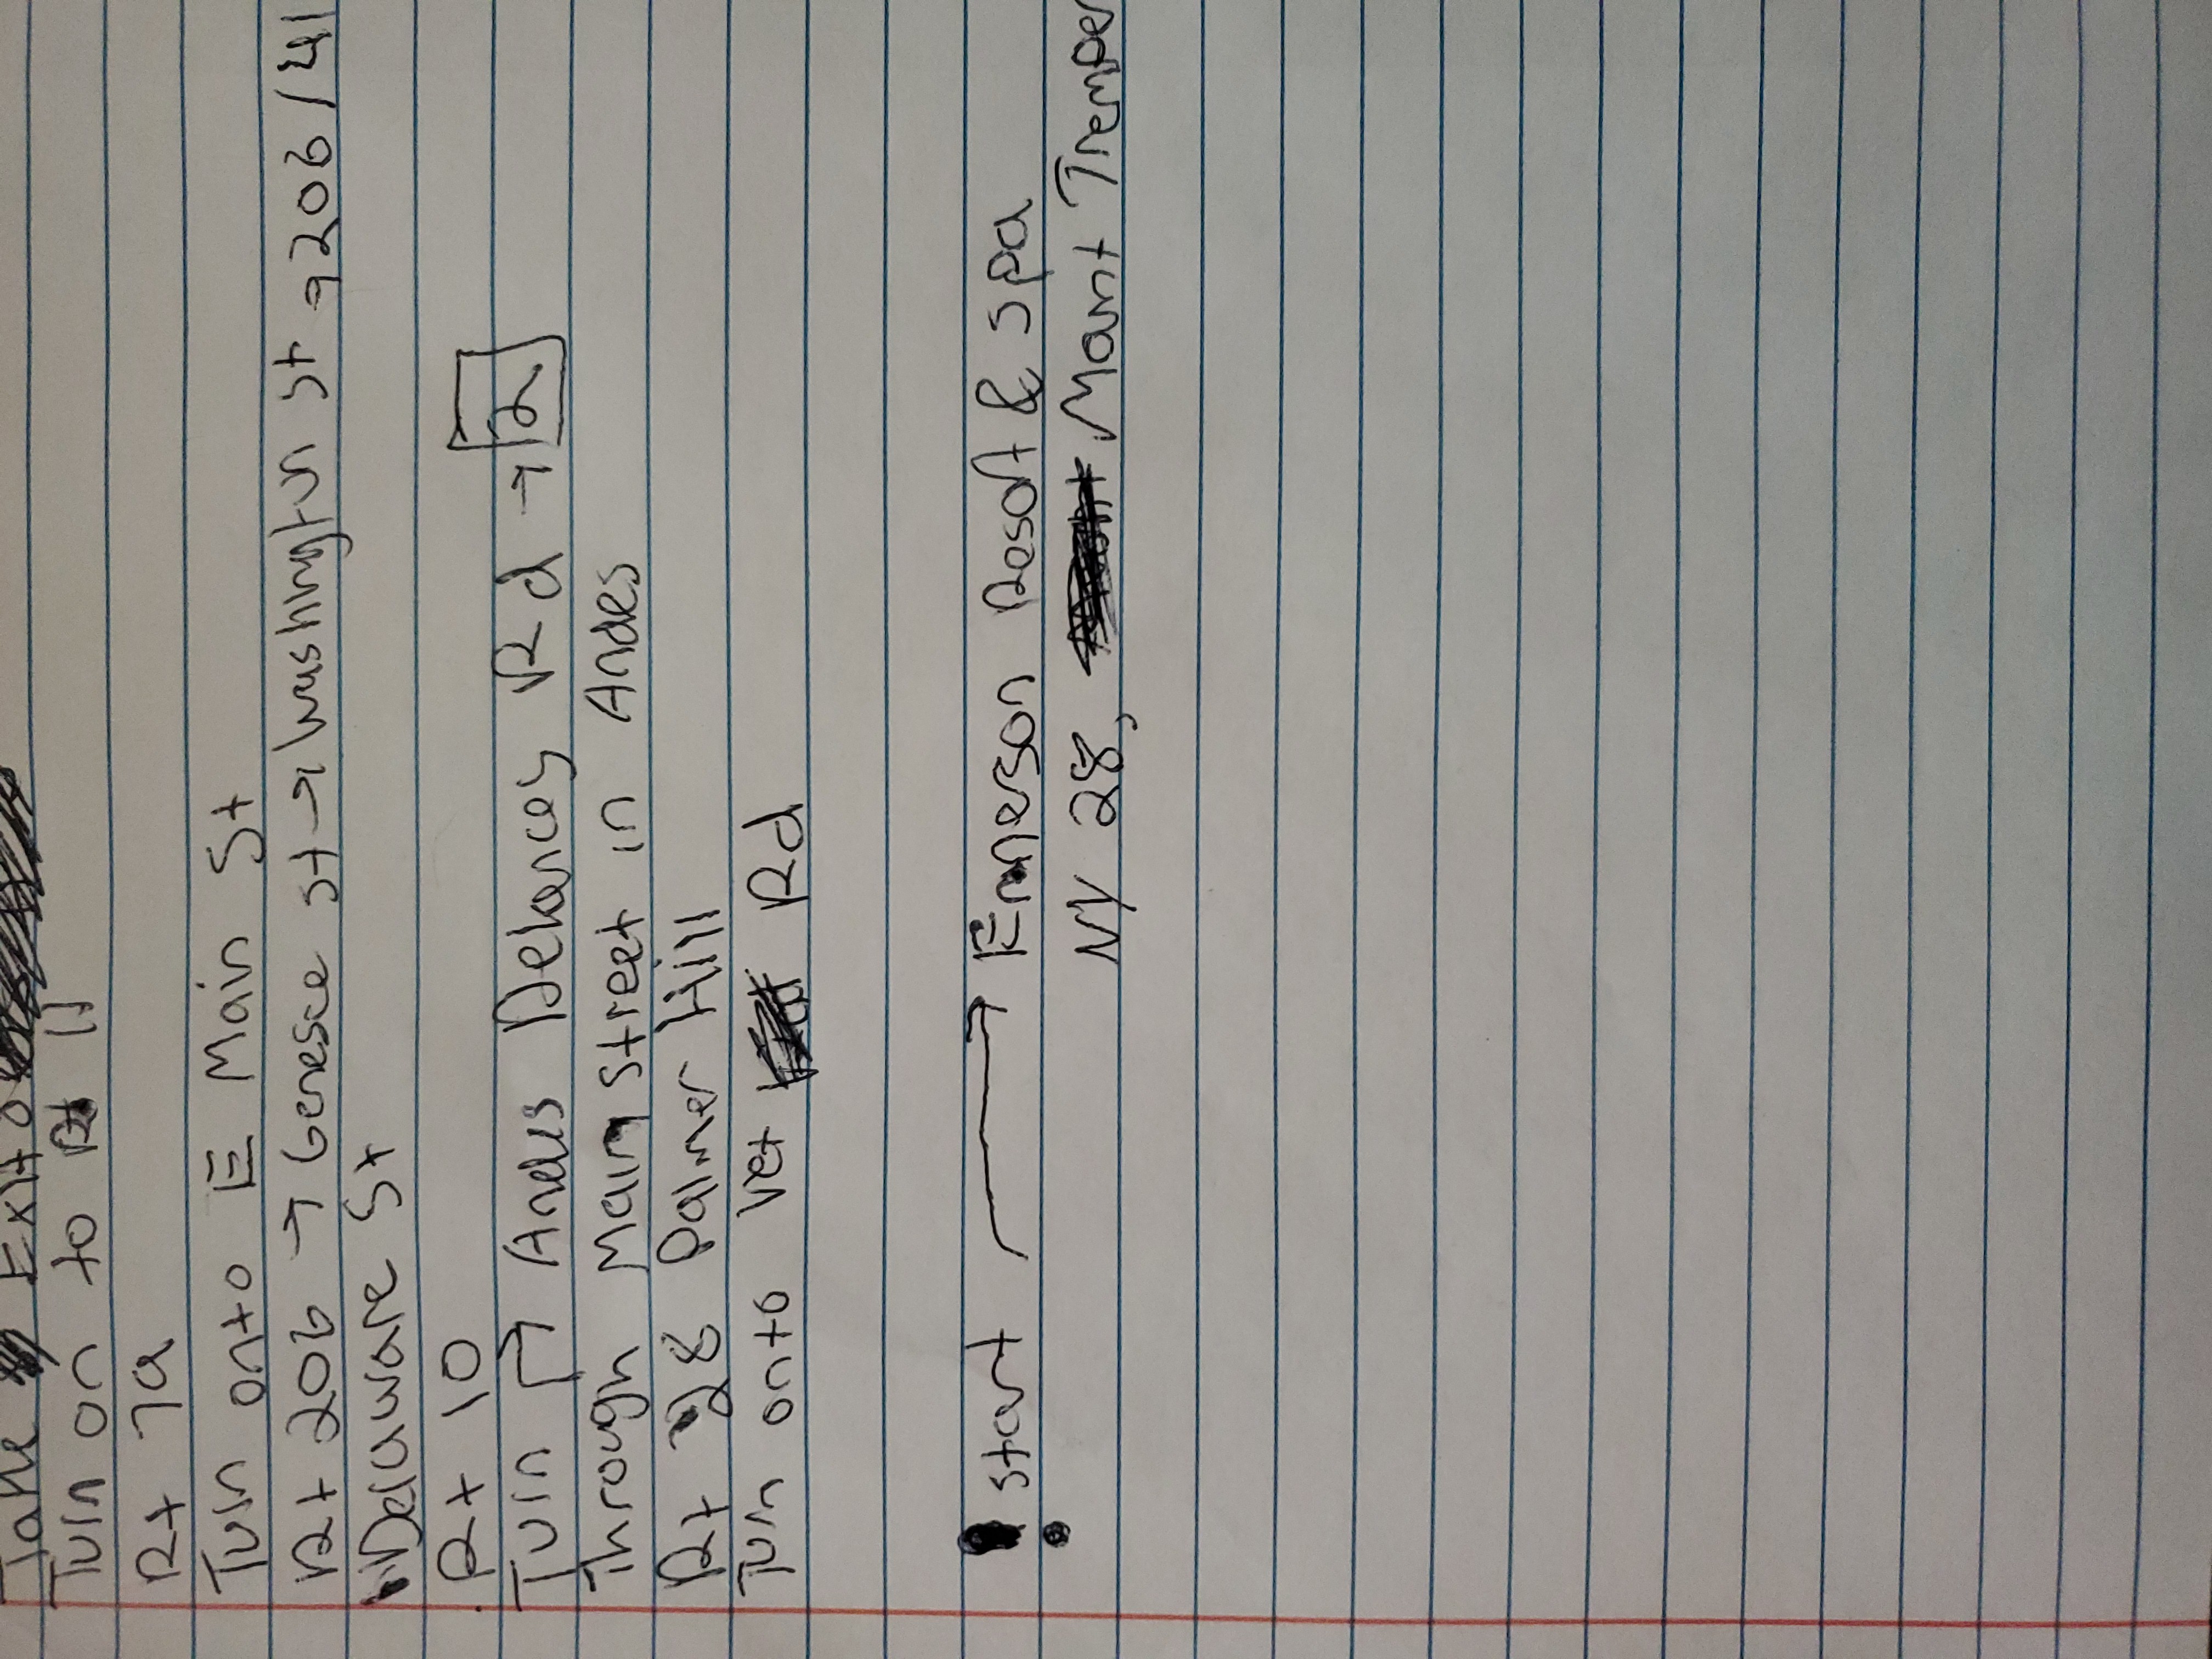 Take Exit 8
Turn on to Rt 11
Rt 79
Turn onto E Main St
Rt 206 → Genesee St → Washington St → 206/41
Delaware St
Rt 10
Turn ↱ Andes Delancey Rd → 2
Through Main street in Andes
Rt 28 Palmer Hill
Turn onto Vet Rd
start → Emerson Resort & Spa
NY 28, Mount Tremper